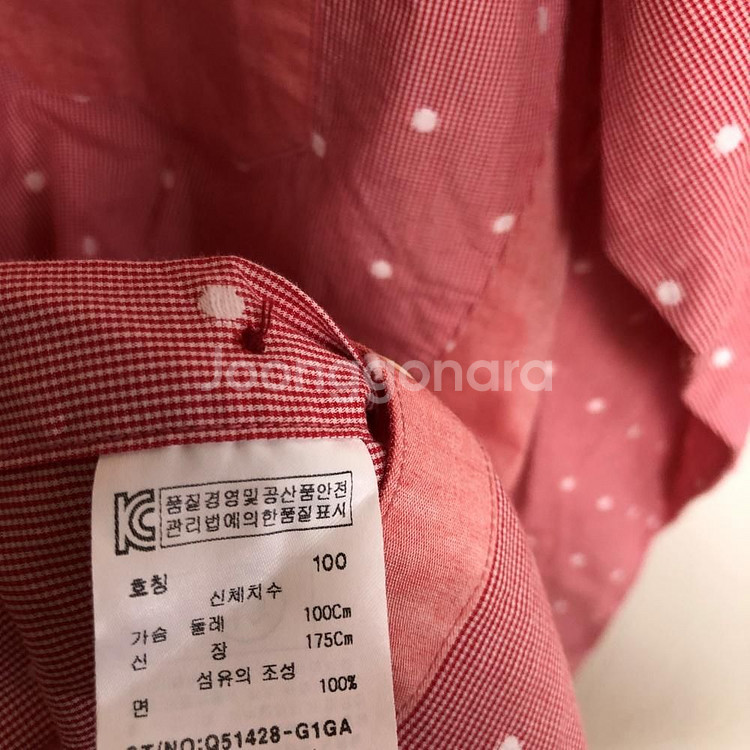 Joonggonara
KC 품질경영및공산품안전
관리법에의한품질표시
호칭 100
신체치수
가슴 둘레 100Cm
신 장 175Cm
섬유의 조성
면 100%
ST/NO:Q51428-G1GA